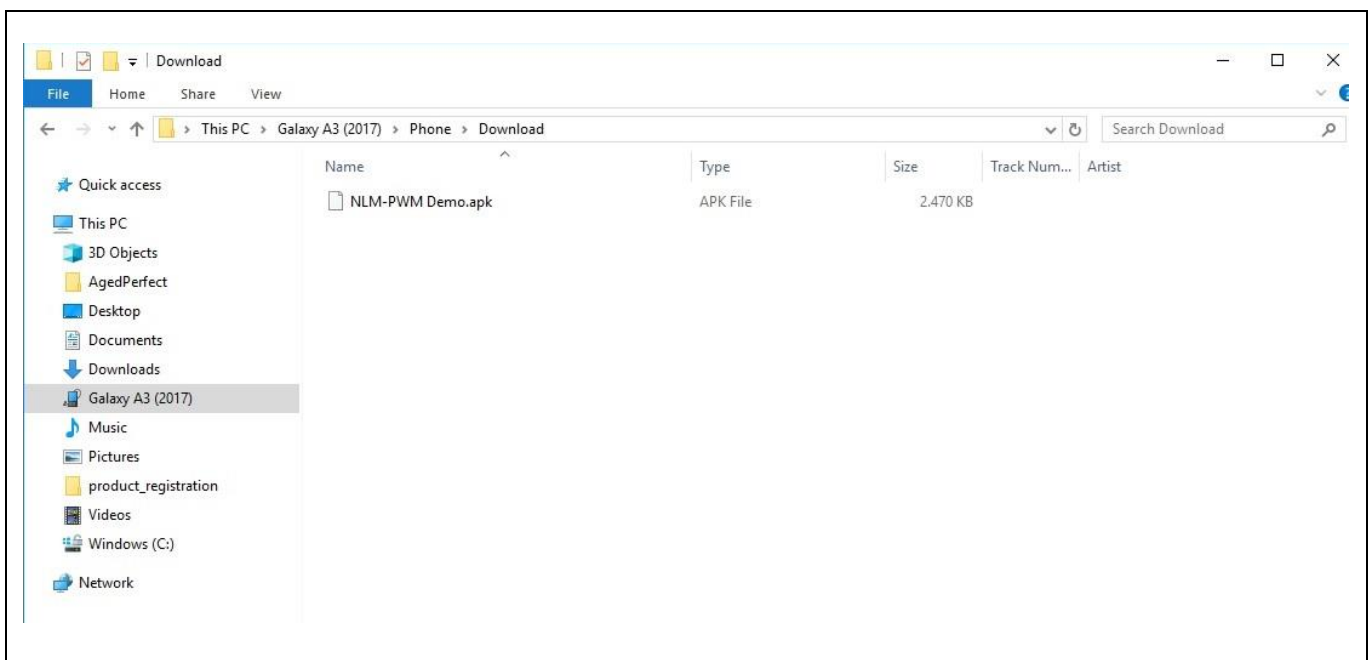 Download
File Home Share View
This PC > Galaxy A3 (2017) > Phone > Download
Search Download
Name Type Size Track Num... Artist
NLM-PWM Demo.apk APK File 2.470 KB
Quick access
This PC
3D Objects
AgedPerfect
Desktop
Documents
Downloads
Galaxy A3 (2017)
Music
Pictures
product_registration
Videos
Windows (C:)
Network